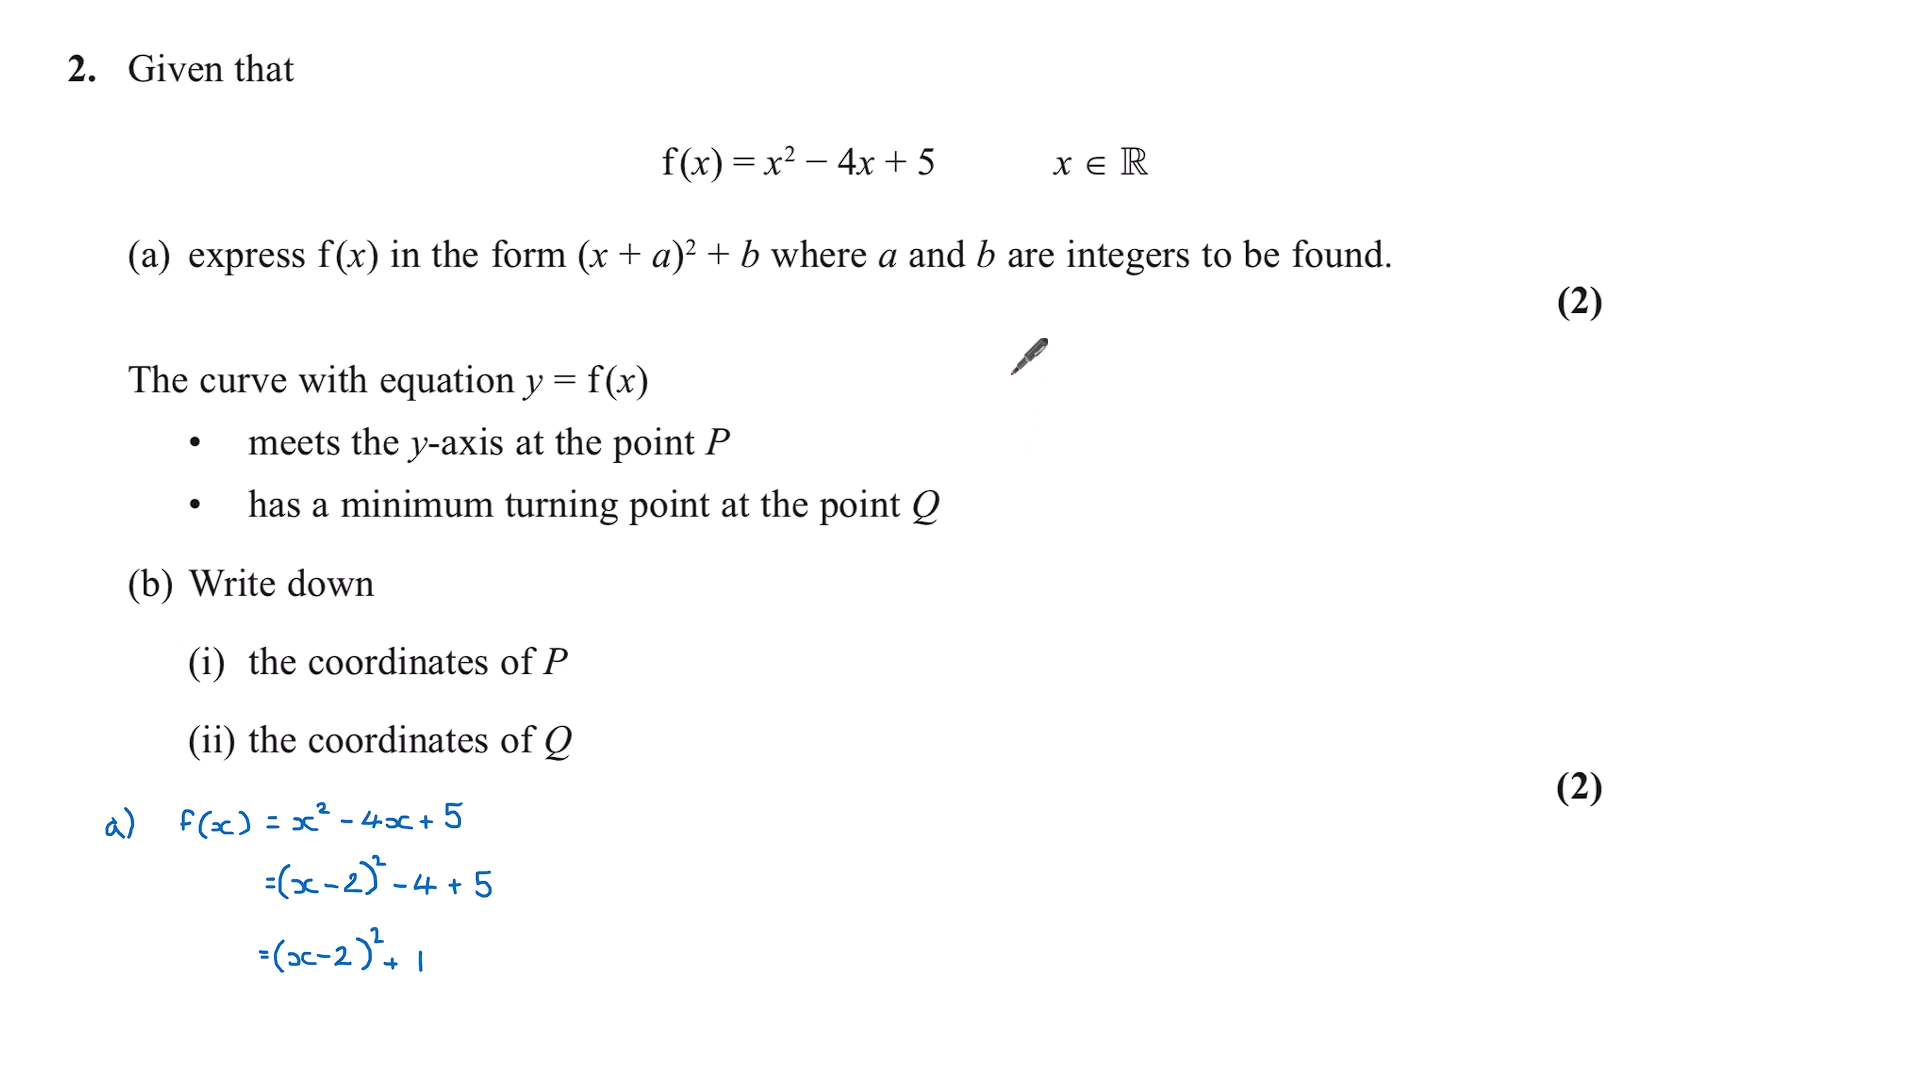 2. Given that
f(x) = x² − 4x + 5 x ∈ ℝ
(a) express f(x) in the form (x + a)² + b where a and b are integers to be found.
(2)
The curve with equation y = f(x)
• meets the y-axis at the point P
• has a minimum turning point at the point Q
(b) Write down
(i) the coordinates of P
(ii) the coordinates of Q
(2)
a) f(x) = x² - 4x + 5
=(x-2)² - 4 + 5
=(x-2)² + 1